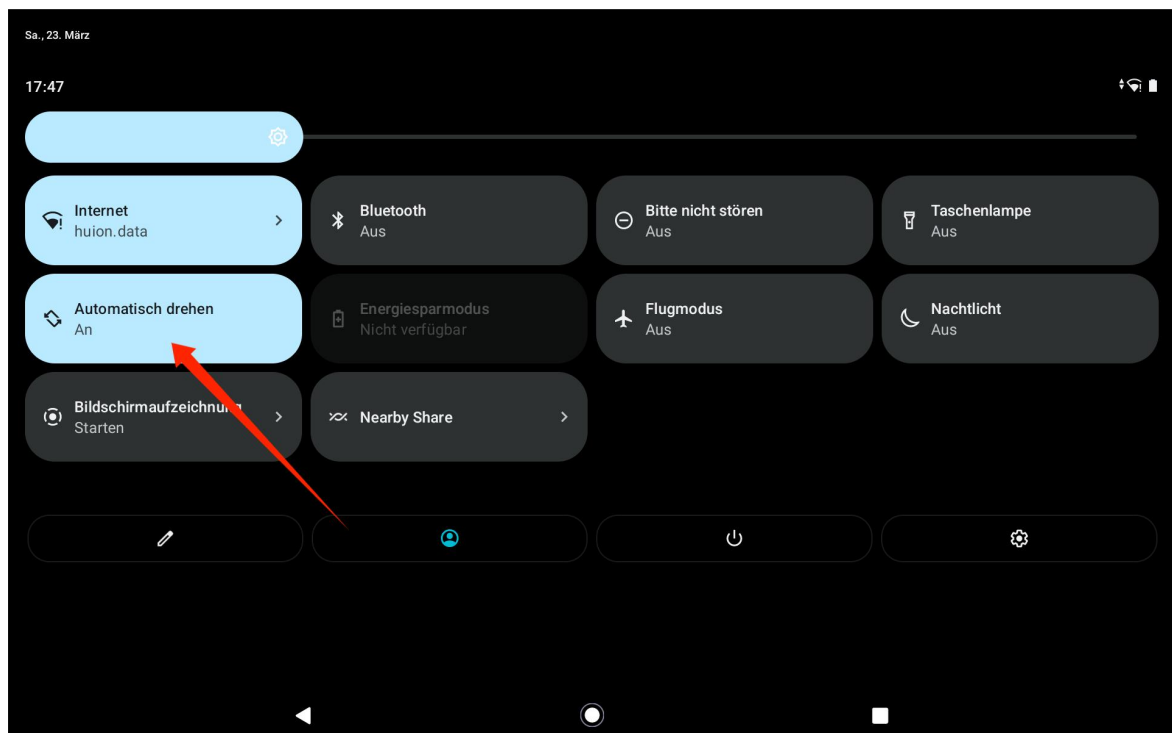 Sa., 23. März
17:47
Internet
huion.data
Bluetooth
Aus
Bitte nicht stören
Aus
Taschenlampe
Aus
Automatisch drehen
An
Energiesparmodus
Nicht verfügbar
Flugmodus
Aus
Nachtlicht
Aus
Bildschirmaufzeichnung
Starten
Nearby Share